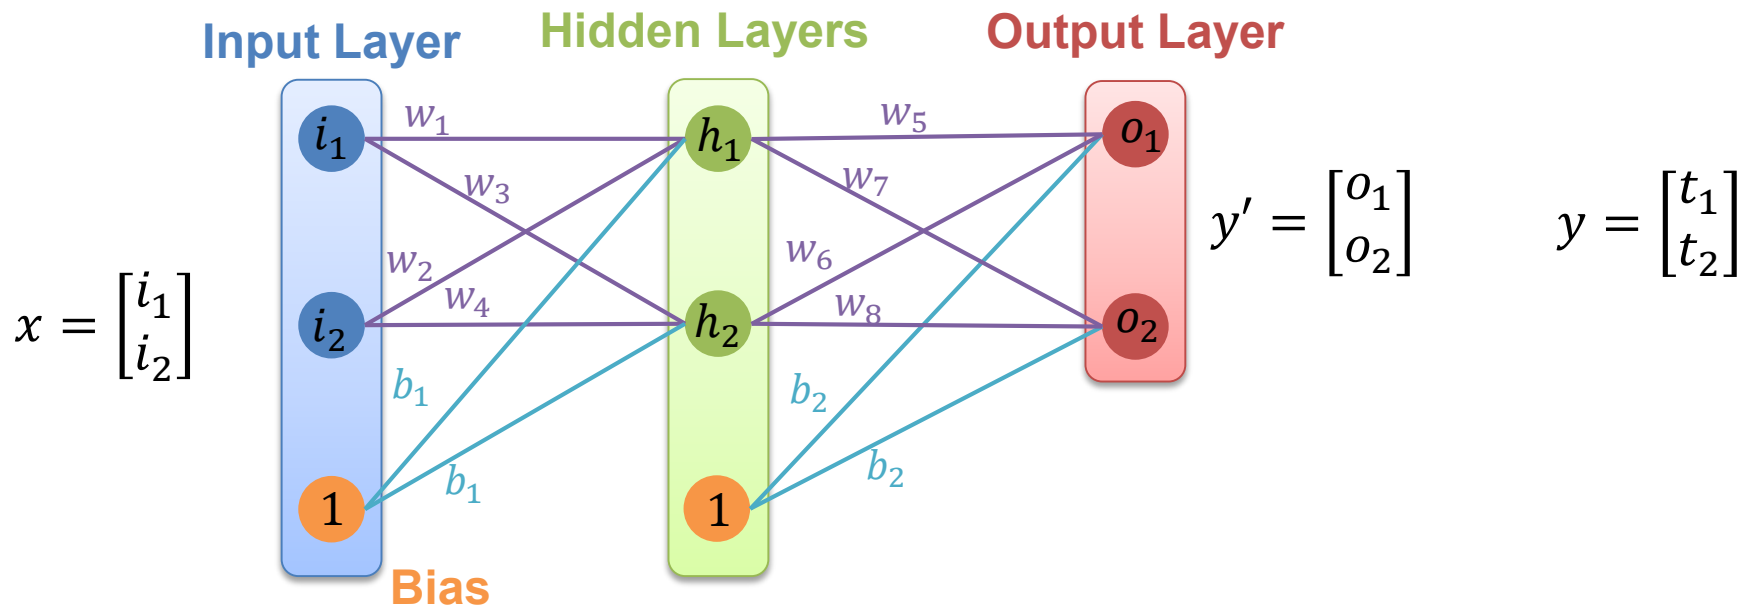 Input Layer
Hidden Layers
Output Layer
i₁
w₁
h₁
w₅
o₁
w₃
w₇
x = [i₁ i₂]
y′ = [o₁ o₂]
y = [t₁ t₂]
w₂
w₆
i₂
w₄
h₂
w₈
o₂
b₁
b₂
b₁
b₂
1
1
Bias